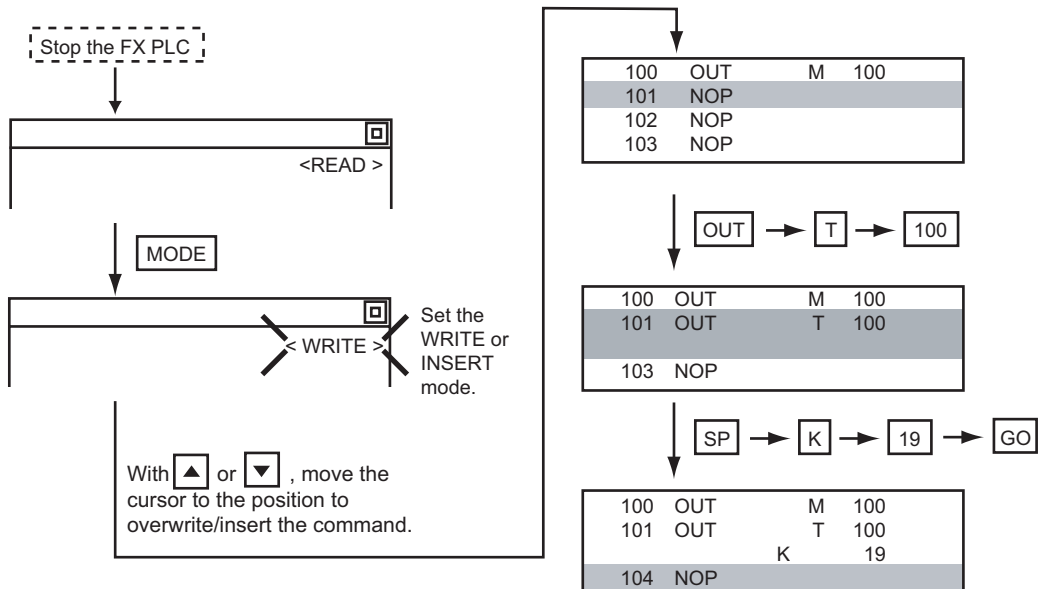 Stop the FX PLC
<READ >
MODE
< WRITE >
Set the
WRITE or
INSERT
mode.
With ▲ or ▼ , move the
cursor to the position to
overwrite/insert the command.
100 OUT M 100
101 NOP
102 NOP
103 NOP
OUT T 100
100 OUT M 100
101 OUT T 100
103 NOP
SP K 19 GO
100 OUT M 100
101 OUT T 100
K 19
104 NOP